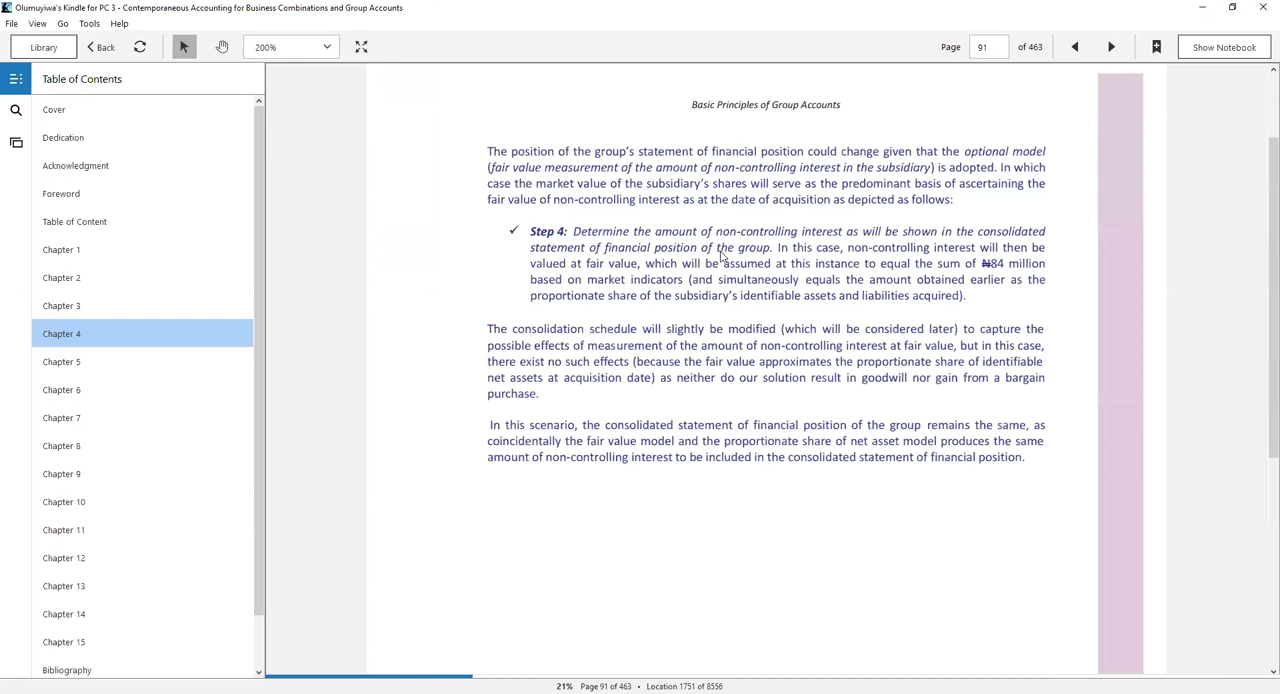 Olumuyiwa's Kindle for PC 3 - Contemporaneous Accounting for Business Combinations and Group Accounts
File View Go Tools Help
Library Back 200% Page 91 of 463 Show Notebook
Table of Contents
Cover
Dedication
Acknowledgment
Foreword
Table of Content
Chapter 1
Chapter 2
Chapter 3
Chapter 4
Chapter 5
Chapter 6
Chapter 7
Chapter 8
Chapter 9
Chapter 10
Chapter 11
Chapter 12
Chapter 13
Chapter 14
Chapter 15
Bibliography
Basic Principles of Group Accounts
The position of the group's statement of financial position could change given that the optional model
(fair value measurement of the amount of non-controlling interest in the subsidiary) is adopted. In which
case the market value of the subsidiary's shares will serve as the predominant basis of ascertaining the
fair value of non-controlling interest as at the date of acquisition as depicted as follows:
✓ Step 4: Determine the amount of non-controlling interest as will be shown in the consolidated
statement of financial position of the group. In this case, non-controlling interest will then be
valued at fair value, which will be assumed at this instance to equal the sum of ₦84 million
based on market indicators (and simultaneously equals the amount obtained earlier as the
proportionate share of the subsidiary's identifiable assets and liabilities acquired).
The consolidation schedule will slightly be modified (which will be considered later) to capture the
possible effects of measurement of the amount of non-controlling interest at fair value, but in this case,
there exist no such effects (because the fair value approximates the proportionate share of identifiable
net assets at acquisition date) as neither do our solution result in goodwill nor gain from a bargain
purchase.
In this scenario, the consolidated statement of financial position of the group remains the same, as
coincidentally the fair value model and the proportionate share of net asset model produces the same
amount of non-controlling interest to be included in the consolidated statement of financial position.
21% Page 91 of 463 • Location 1751 of 8556